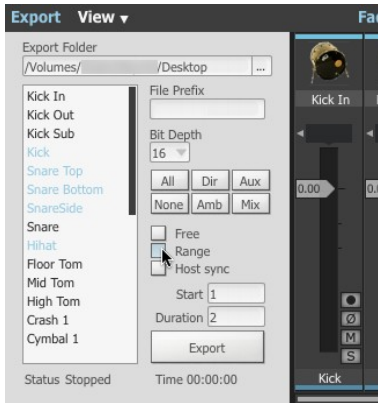 Export View ▼
Export Folder
/Volumes/ /Desktop ...
File Prefix
Bit Depth
16
All Dir Aux
None Amb Mix
Free
Range
Host sync
Start 1
Duration 2
Export
Kick In
Kick Out
Kick Sub
Kick
Snare Top
Snare Bottom
SnareSide
Snare
Hihat
Floor Tom
Mid Tom
High Tom
Crash 1
Cymbal 1
Status Stopped Time 00:00:00
Kick In
0.00
Ø
M
S
Kick